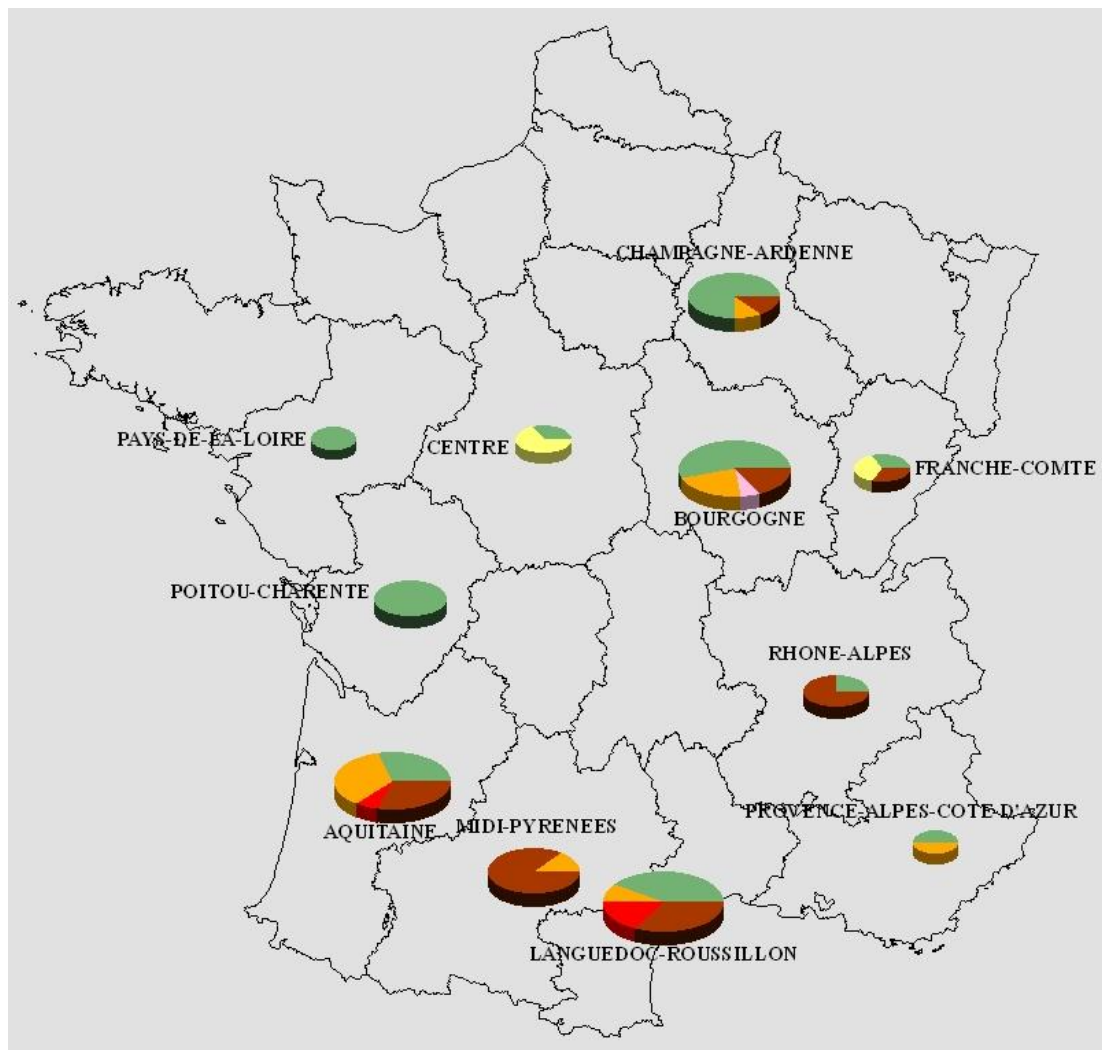 CHAMPAGNE-ARDENNE
PAYS-DE-LA-LOIRE
CENTRE
FRANCHE-COMTE
BOURGOGNE
POITOU-CHARENTE
RHONE-ALPES
PROVENCE-ALPES-COTE-D'AZUR
AQUITAINE
MIDI-PYRENEES
LANGUEDOC-ROUSSILLON